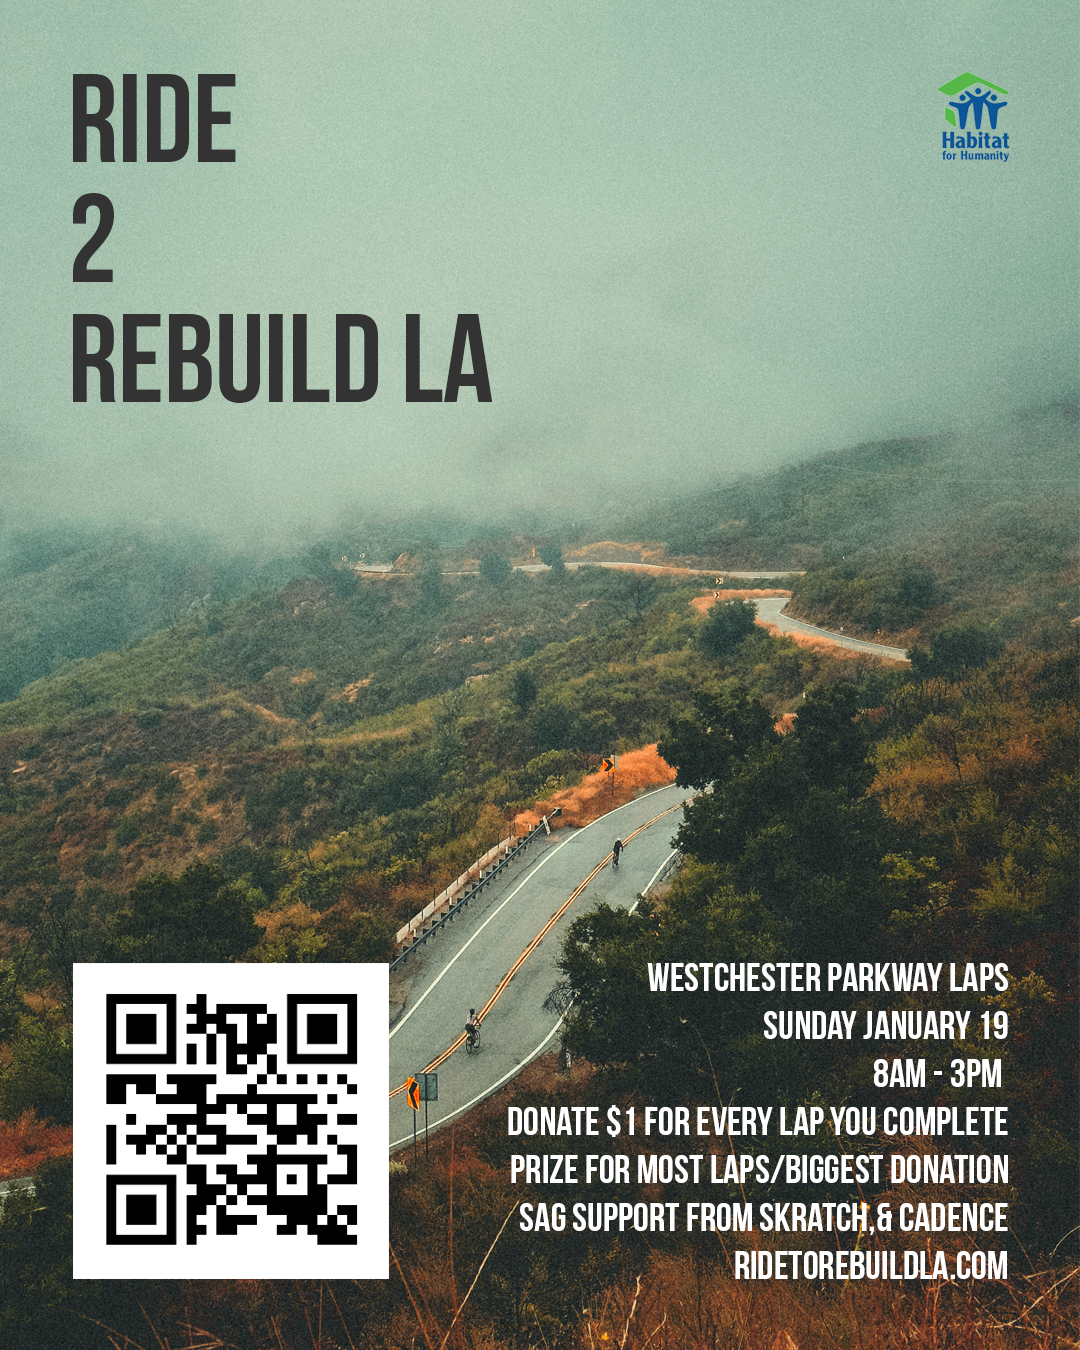 RIDE
2
REBUILD LA
Habitat
for Humanity
WESTCHESTER PARKWAY LAPS
SUNDAY JANUARY 19
8AM - 3PM
DONATE $1 FOR EVERY LAP YOU COMPLETE
PRIZE FOR MOST LAPS/BIGGEST DONATION
SAG SUPPORT FROM SKRATCH,& CADENCE
RIDETOREBUILDLA.COM